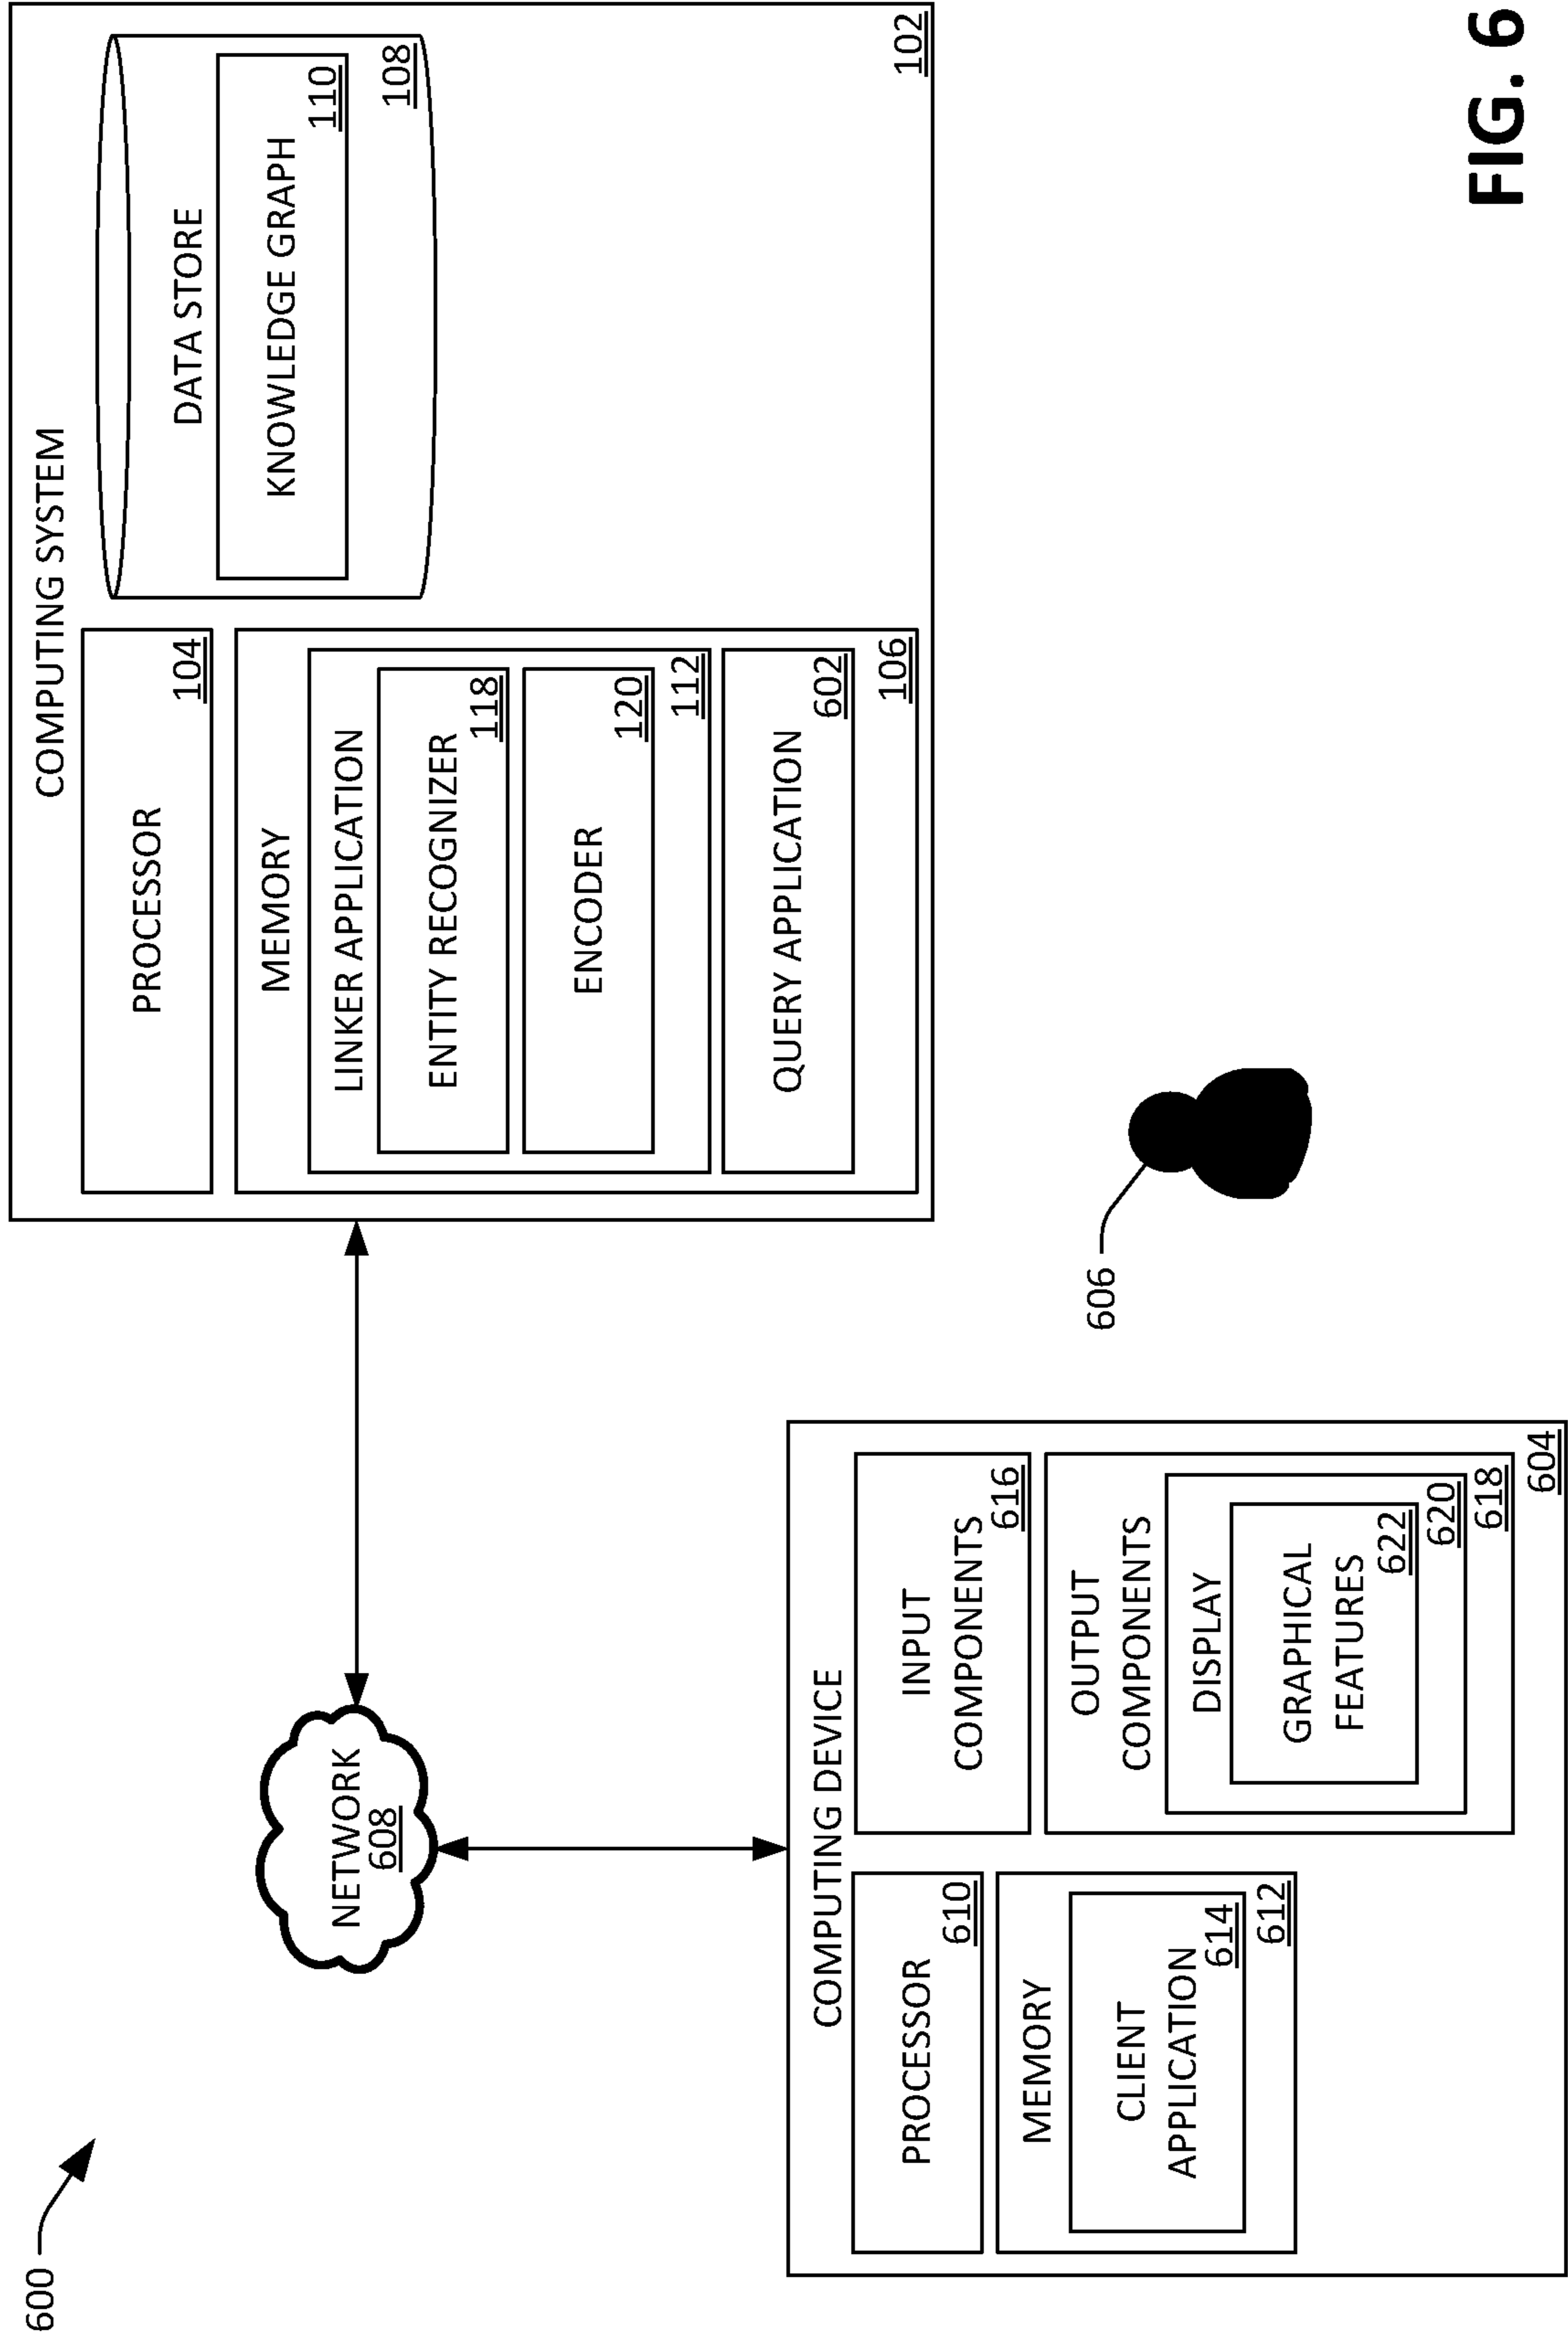 600
NETWORK
608
COMPUTING SYSTEM
PROCESSOR
104
MEMORY
LINKER APPLICATION
ENTITY RECOGNIZER
118
ENCODER
120
112
QUERY APPLICATION
602
106
DATA STORE
KNOWLEDGE GRAPH
110
108
102
COMPUTING DEVICE
PROCESSOR
610
MEMORY
CLIENT
APPLICATION
614
612
INPUT
COMPONENTS
616
OUTPUT
COMPONENTS
DISPLAY
GRAPHICAL
FEATURES
622
620
618
604
606
FIG. 6